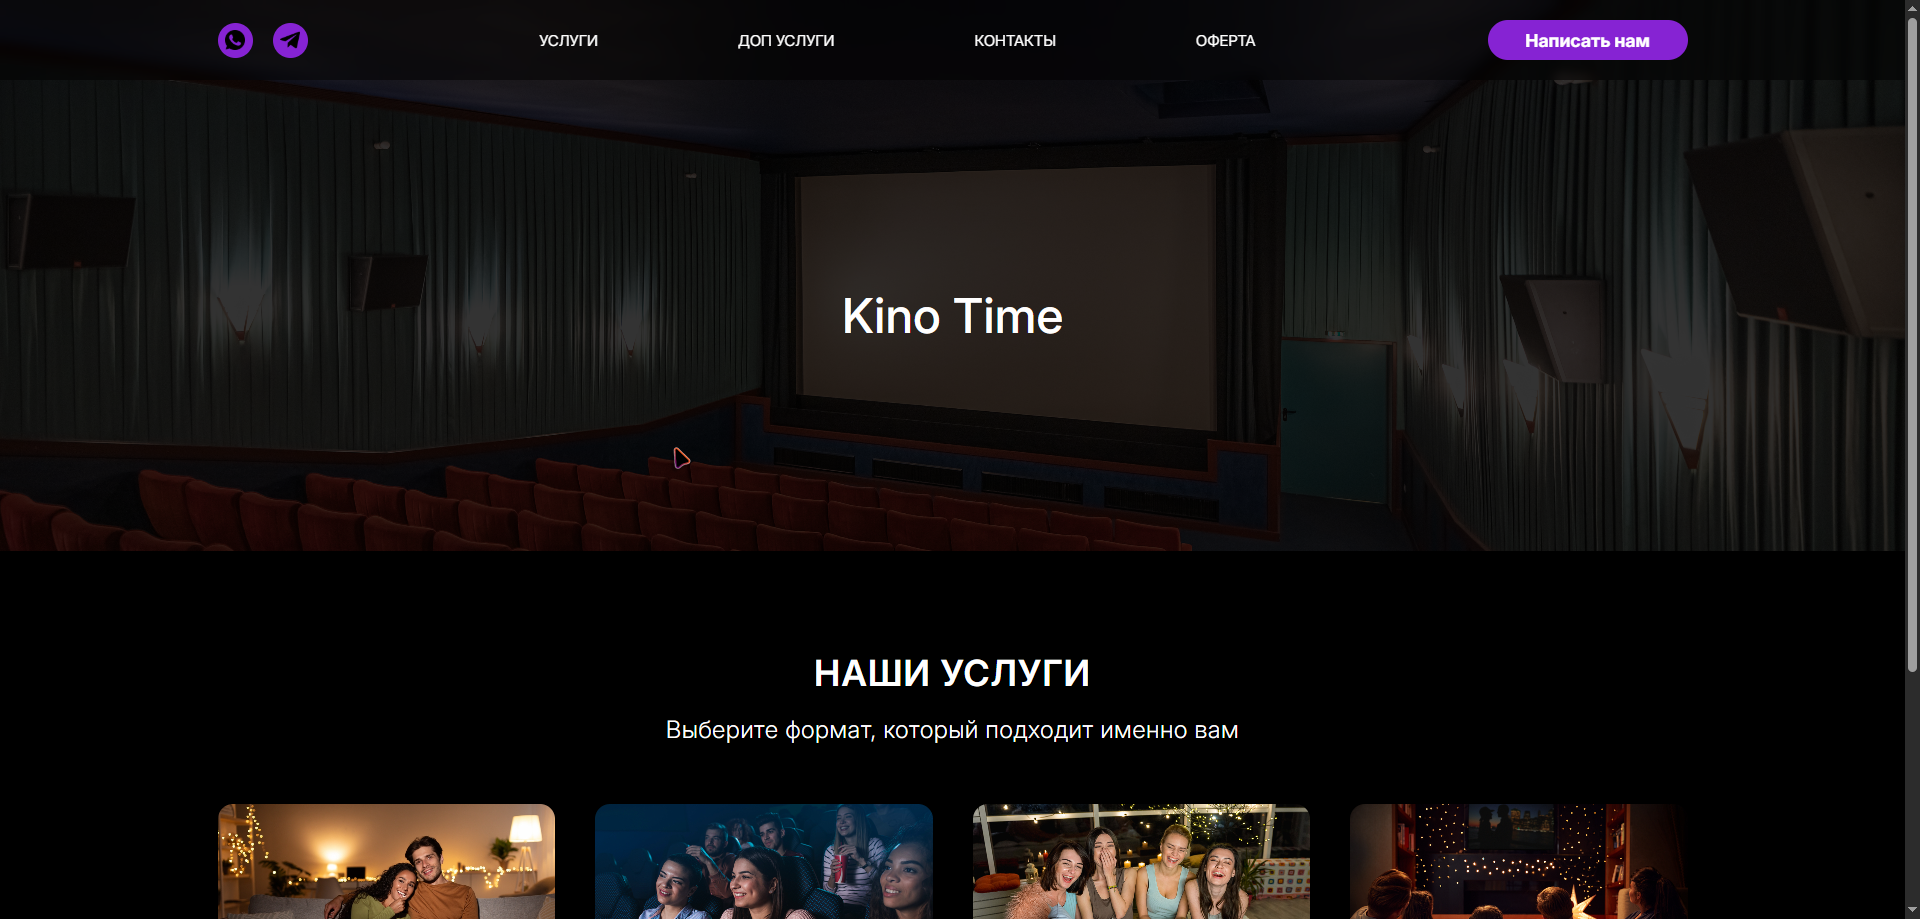 УСЛУГИ
ДОП УСЛУГИ
КОНТАКТЫ
ОФЕРТА
Написать нам
Kino Time
НАШИ УСЛУГИ
Выберите формат, который подходит именно вам